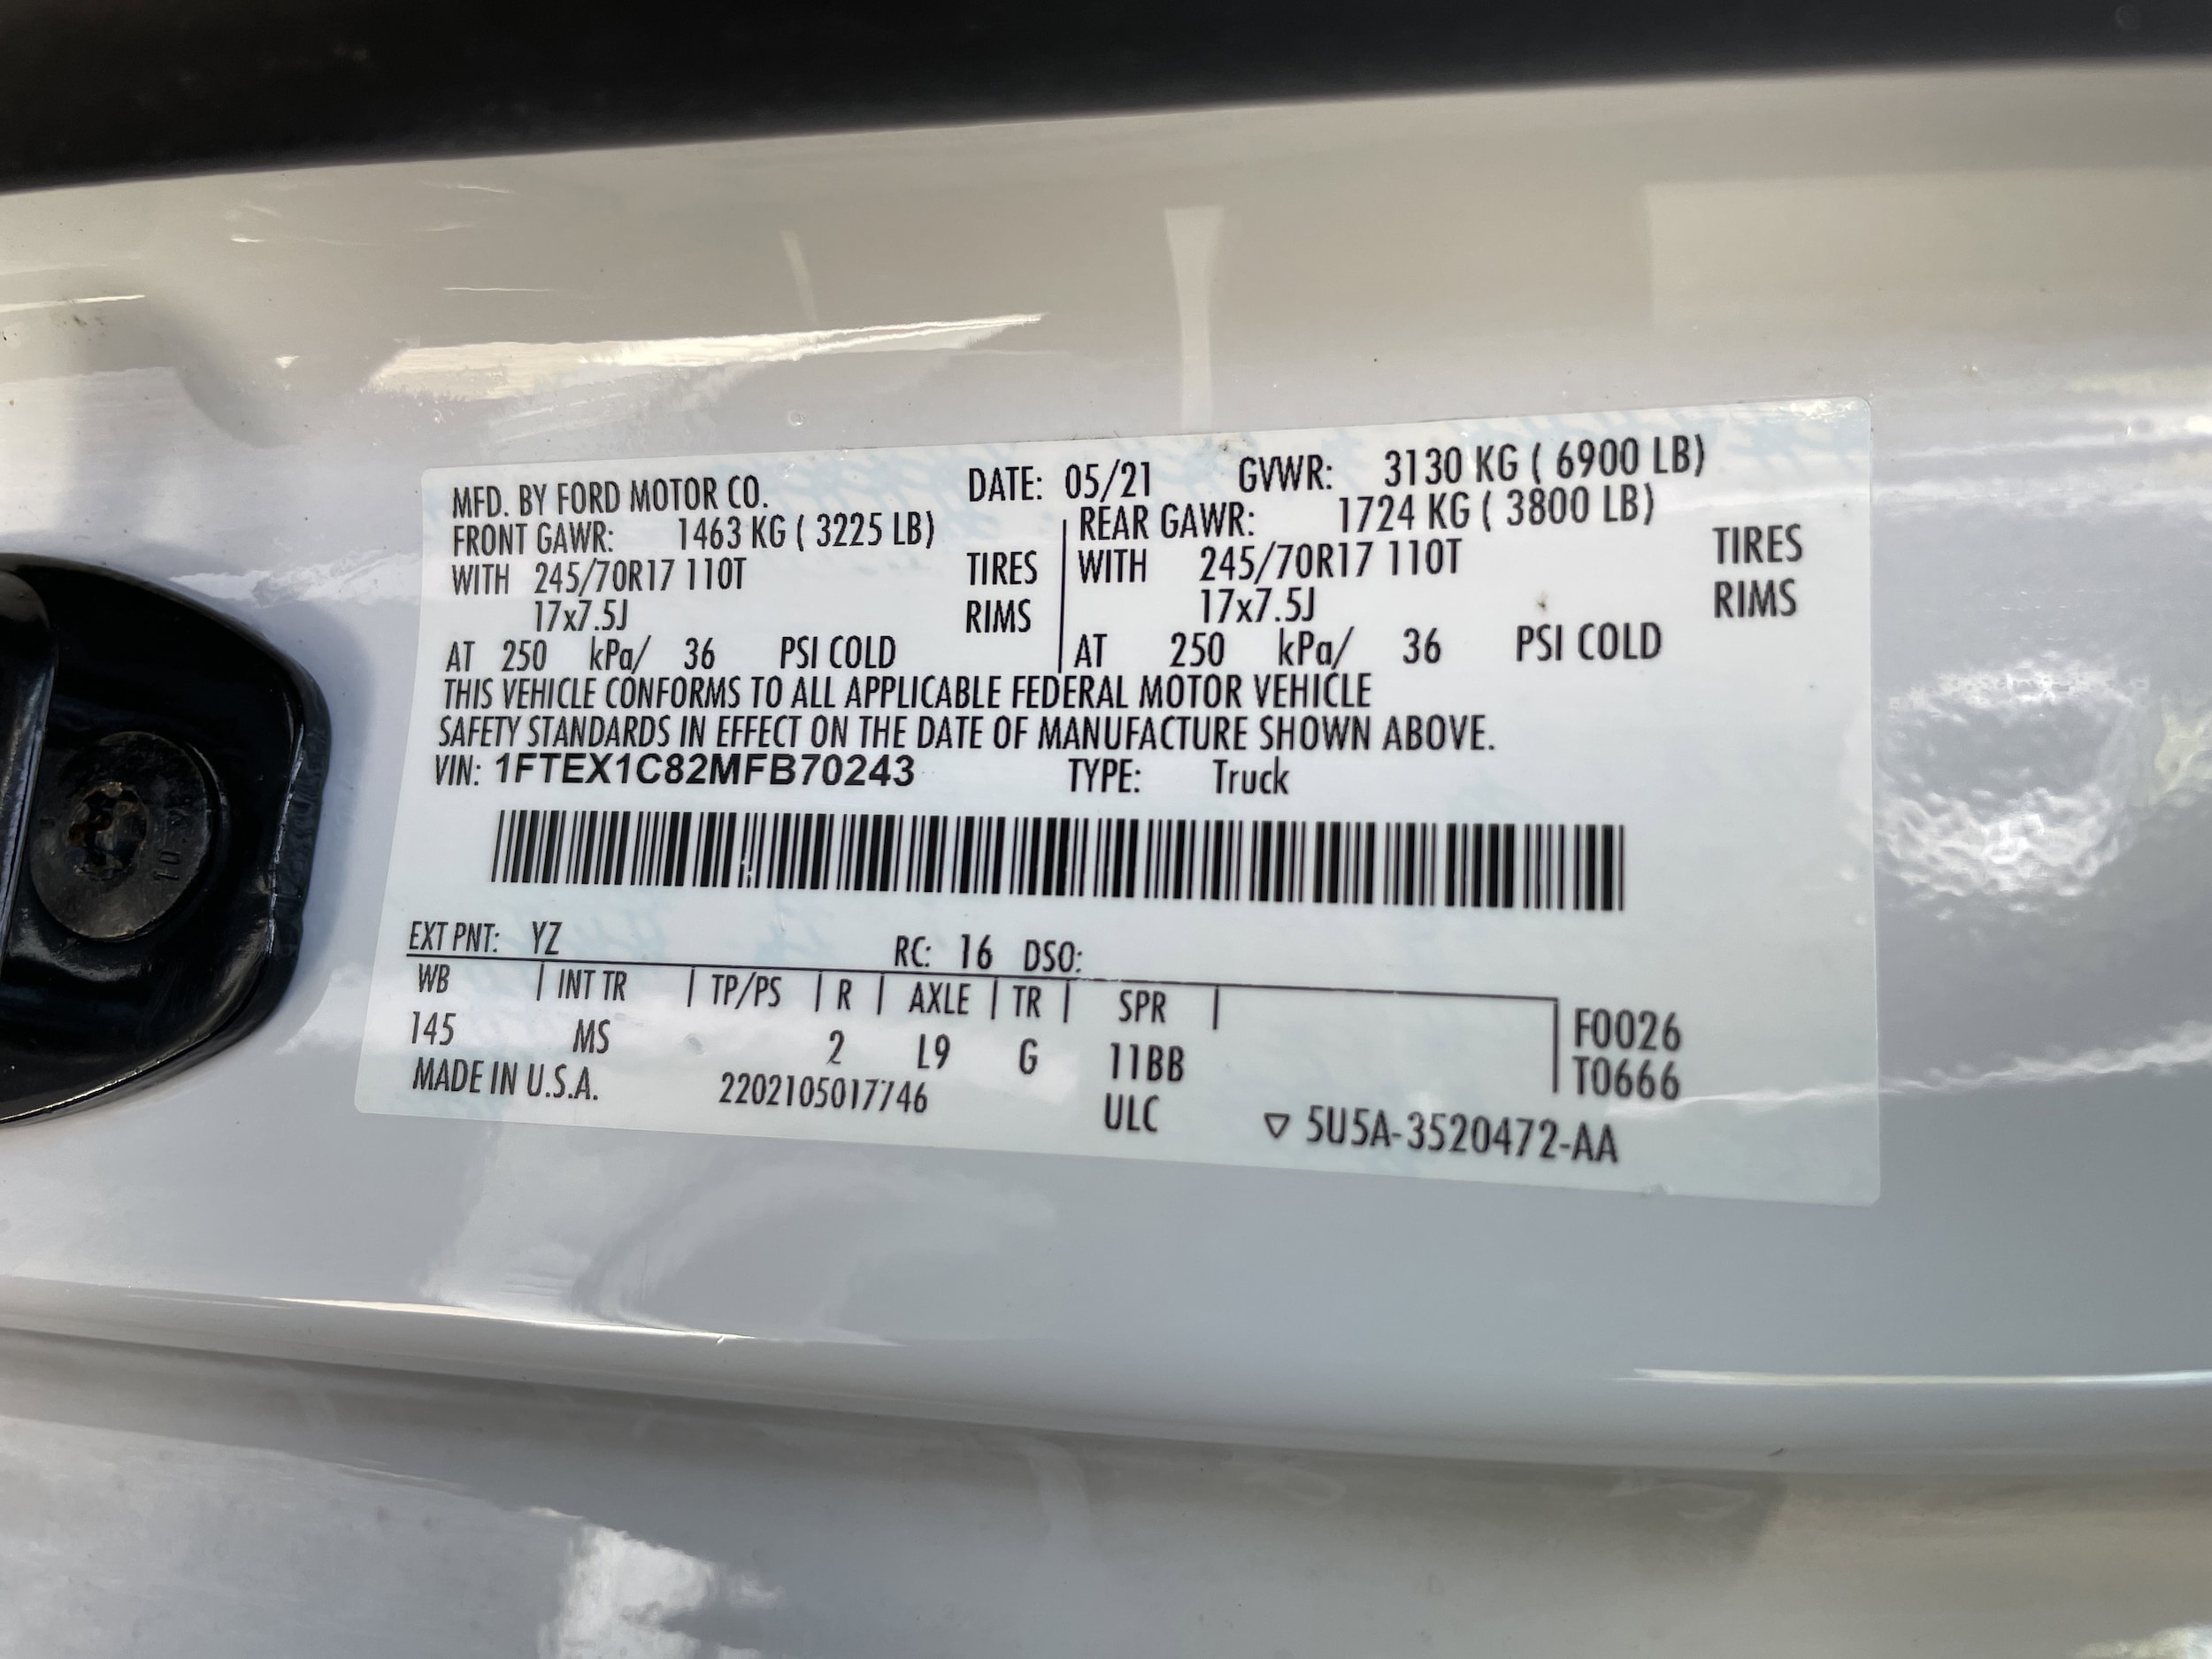 MFD. BY FORD MOTOR CO. DATE: 05/21 GVWR: 3130 KG ( 6900 LB)
FRONT GAWR: 1463 KG ( 3225 LB) REAR GAWR: 1724 KG ( 3800 LB)
WITH 245/70R17 110T TIRES WITH 245/70R17 110T TIRES
17x7.5J RIMS 17x7.5J RIMS
AT 250 kPa/ 36 PSI COLD AT 250 kPa/ 36 PSI COLD
THIS VEHICLE CONFORMS TO ALL APPLICABLE FEDERAL MOTOR VEHICLE
SAFETY STANDARDS IN EFFECT ON THE DATE OF MANUFACTURE SHOWN ABOVE.
VIN: 1FTEX1C82MFB70243 TYPE: Truck
EXT PNT: YZ RC: 16 DSO:
WB INT TR TP/PS R AXLE TR SPR F0026
145 MS 2 L9 G 11BB T0666
MADE IN U.S.A. 2202105017746 ULC ▽ 5U5A-3520472-AA